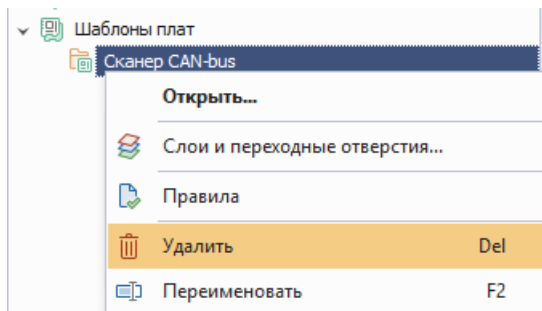 Шаблоны плат
Сканер CAN-bus
Открыть...
Слои и переходные отверстия...
Правила
Удалить Del
Переименовать F2